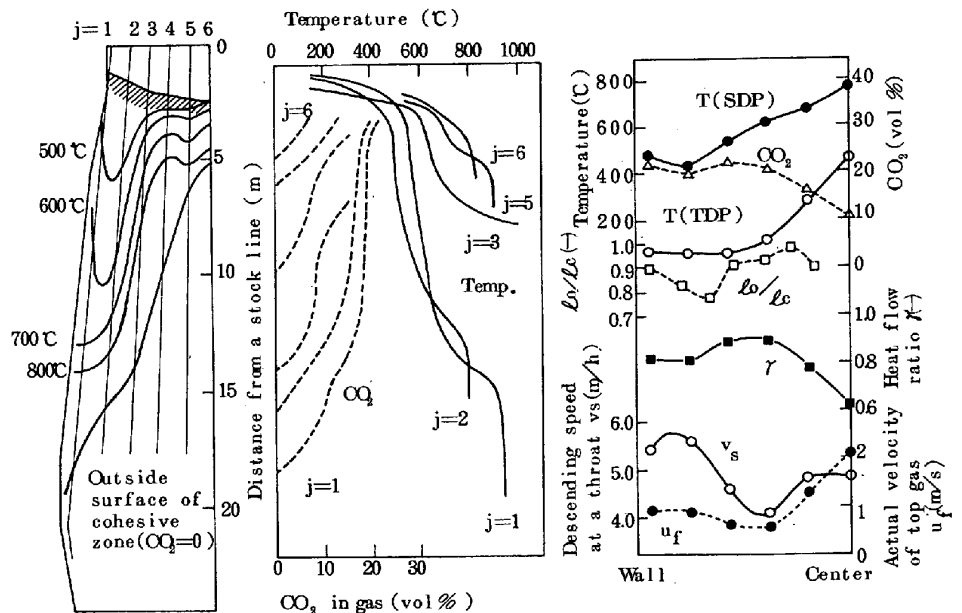 j= 1 2 3 4 5 6
0
5
10
15
20
500℃
600℃
700℃
800℃
Outside
surface of
cohesive
zone(CO₂=0)
Distance from a stock line (m)
Temperature (℃)
0 200 400 600 800 1000
j=6
j=6
j=5
j=3
Temp.
CO₂
j=2
j=1
j=1
0 10 20 30
CO₂ in gas (vol%)
Temperature(℃)
800
600
400
200
T(SDP)
CO₂
T(TDP)
CO₂(vol %)
40
30
20
10
0
ℓo/ℓc(−)
1.0
0.9
0.8
0.7
ℓo/ℓc
Heat flow
ratio γ(−)
1.0
0.8
0.6
γ
Descending speed
at a throat vs(m/h)
6.0
5.0
4.0
vs
uf
Actual velocity
of top gas
uf(m/s)
2
1
0
Wall Center